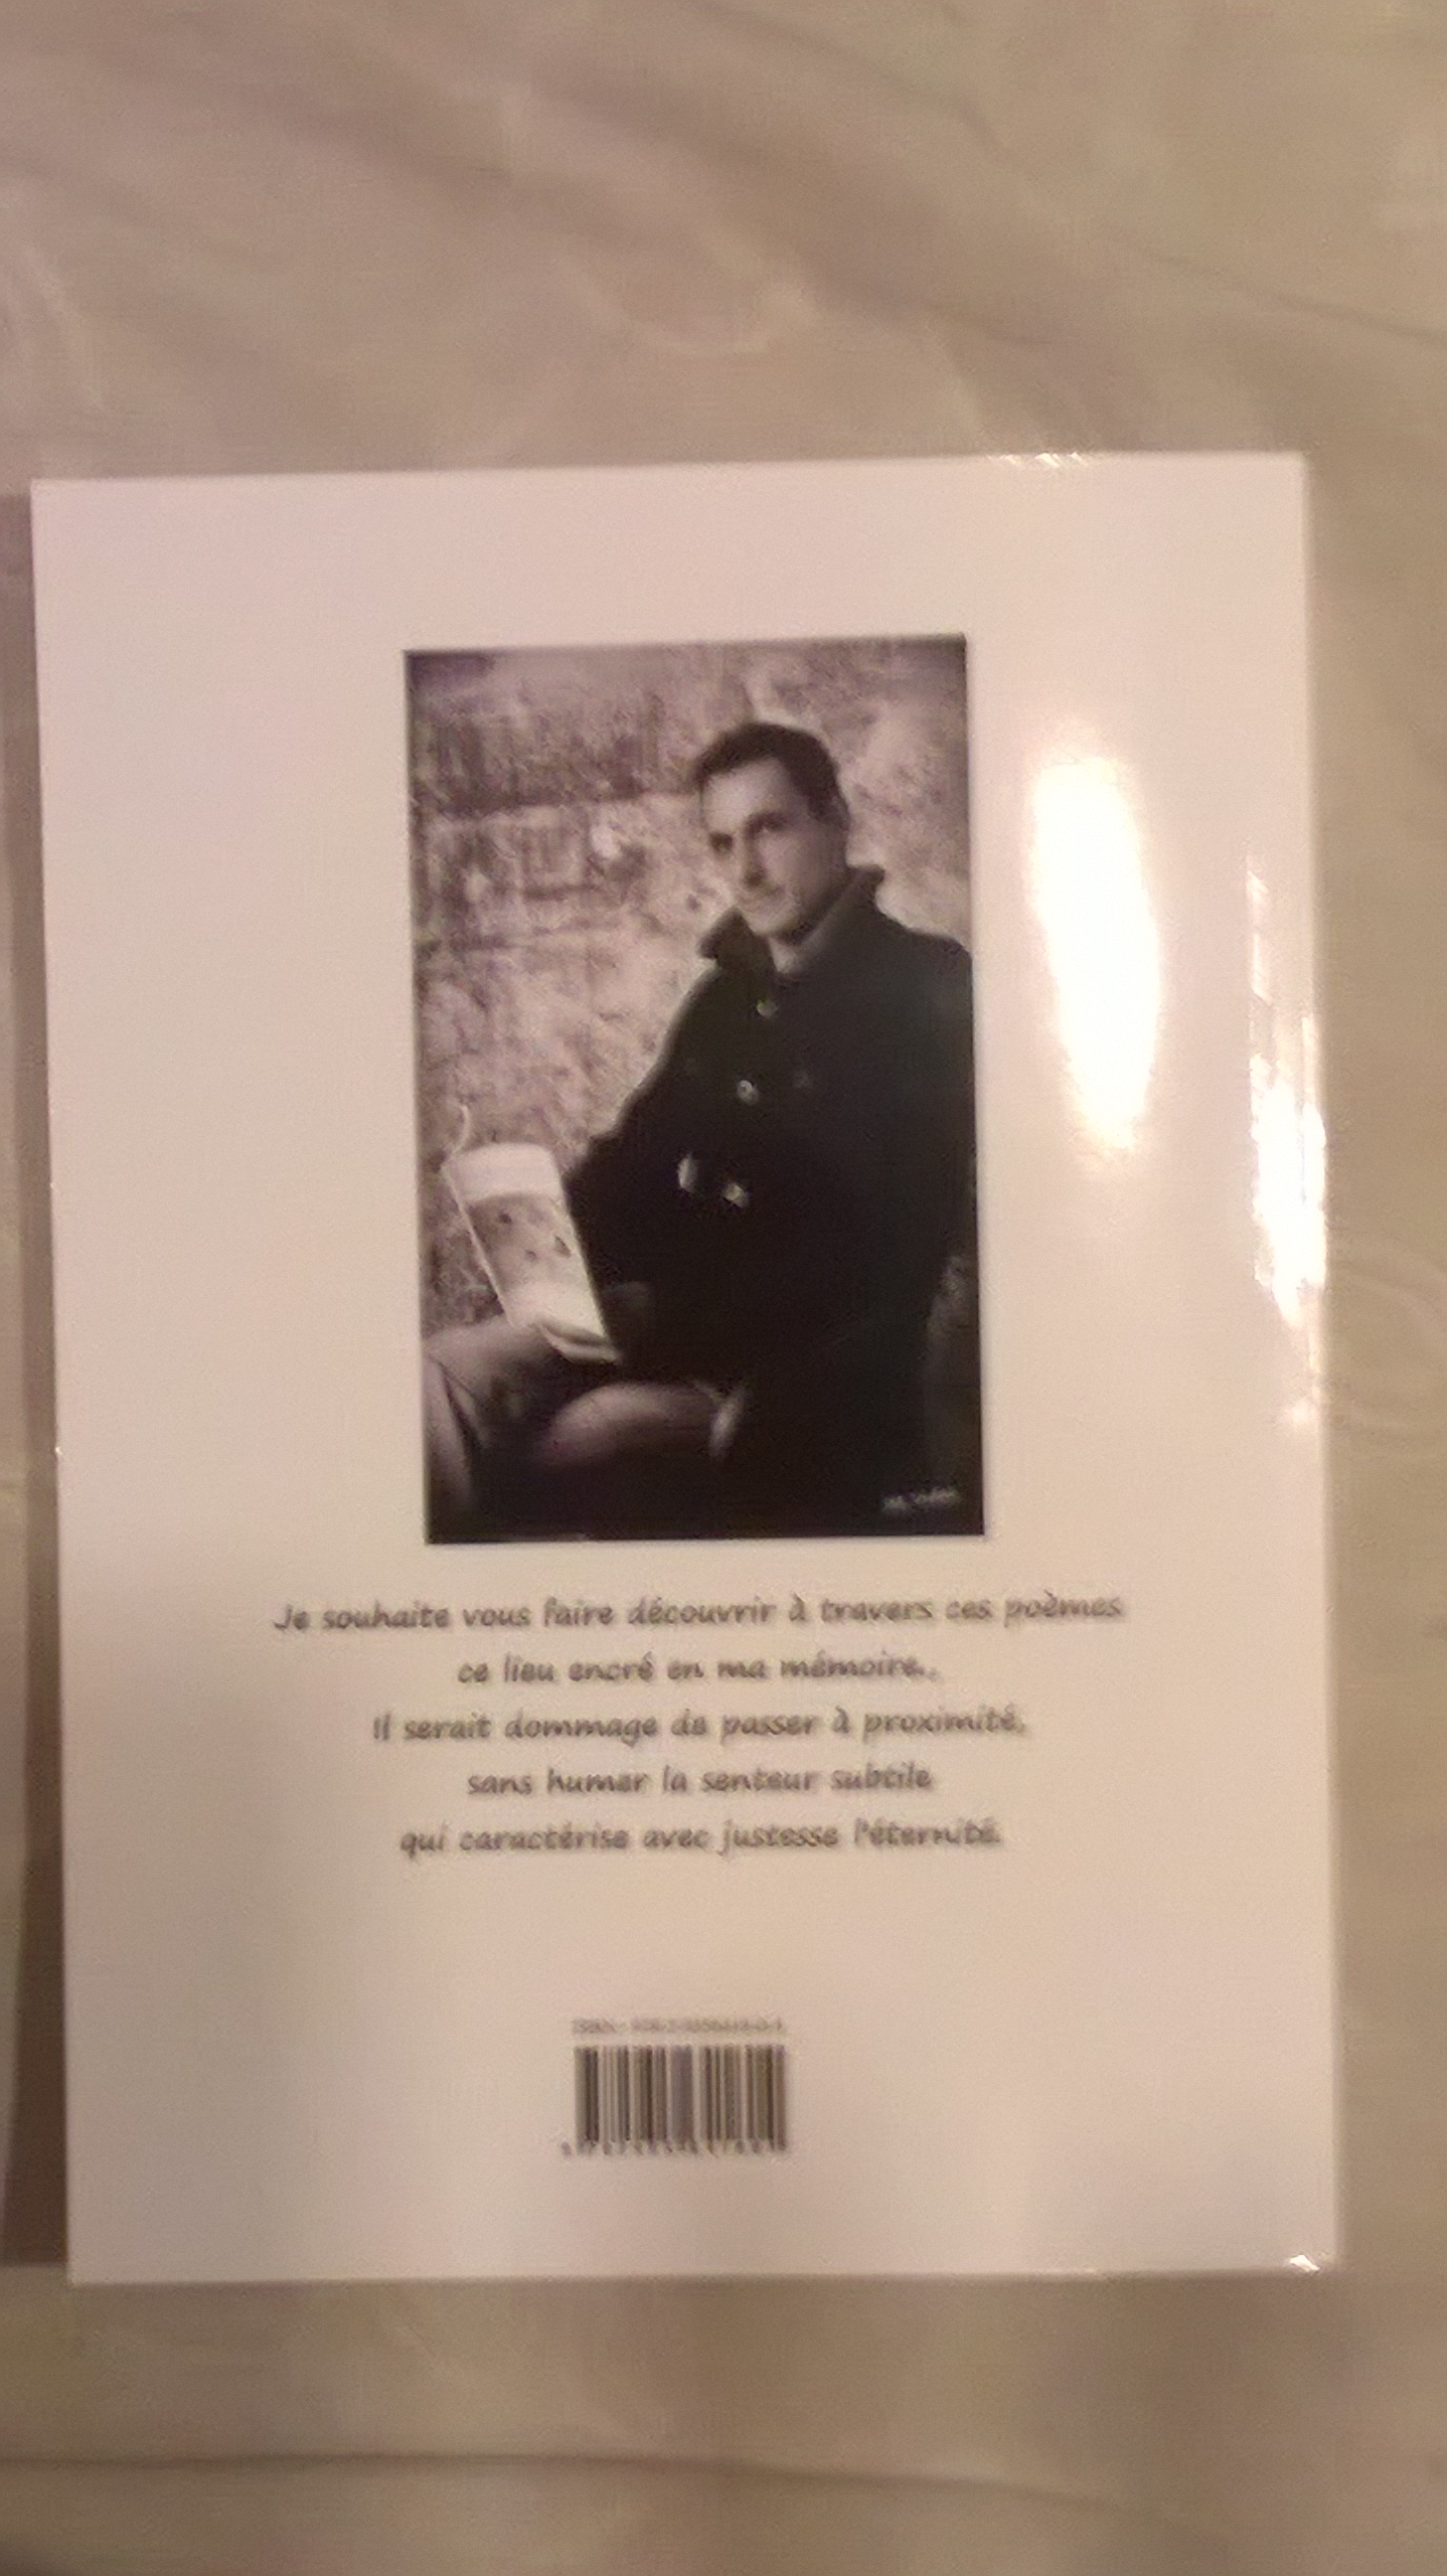 Je souhaite vous faire découvrir à travers ces poèmes
ce lieu encré en ma mémoire..
Il serait dommage de passer à proximité,
sans humer la senteur subtile
qui caractérise avec justesse l'éternité.
ISBN :